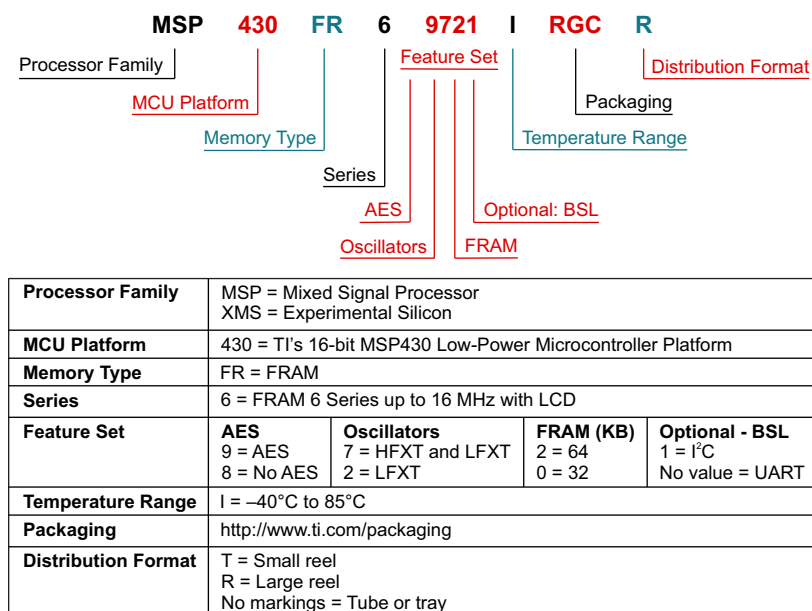 MSP 430 FR 6 9721 I RGC R
Feature Set
Processor Family
Distribution Format
MCU Platform
Packaging
Memory Type
Temperature Range
Series
AES
Optional: BSL
Oscillators
FRAM
Processor Family
MSP = Mixed Signal Processor
XMS = Experimental Silicon
MCU Platform
430 = TI's 16-bit MSP430 Low-Power Microcontroller Platform
Memory Type
FR = FRAM
Series
6 = FRAM 6 Series up to 16 MHz with LCD
Feature Set
AES
9 = AES
8 = No AES
Oscillators
7 = HFXT and LFXT
2 = LFXT
FRAM (KB)
2 = 64
0 = 32
Optional - BSL
1 = I²C
No value = UART
Temperature Range
I = –40°C to 85°C
Packaging
http://www.ti.com/packaging
Distribution Format
T = Small reel
R = Large reel
No markings = Tube or tray